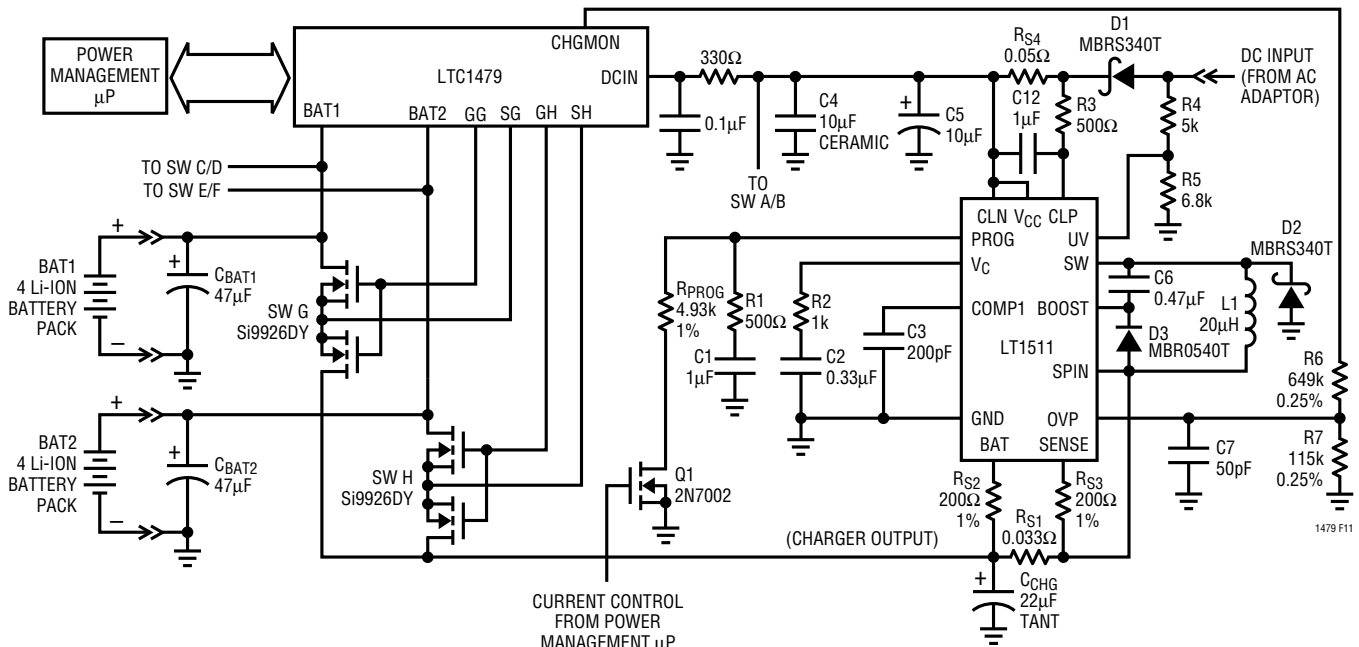 POWER
MANAGEMENT
µP
LTC1479
CHGMON
DCIN
BAT1
BAT2
GG
SG
GH
SH
330Ω
0.1µF
C4
10µF
CERAMIC
+
C5
10µF
TO
SW A/B
RS4
0.05Ω
C12
1µF
R3
500Ω
D1
MBRS340T
DC INPUT
(FROM AC
ADAPTOR)
R4
5k
R5
6.8k
TO SW C/D
TO SW E/F
+
BAT1
4 Li-ION
BATTERY
PACK
–
+
CBAT1
47µF
SW G
Si9926DY
+
BAT2
4 Li-ION
BATTERY
PACK
–
+
CBAT2
47µF
SW H
Si9926DY
RPROG
4.93k
1%
R1
500Ω
C1
1µF
R2
1k
C2
0.33µF
C3
200pF
Q1
2N7002
CLN
VCC
CLP
PROG
VC
COMP1
GND
BAT
SENSE
UV
SW
BOOST
SPIN
OVP
LT1511
D2
MBRS340T
C6
0.47µF
L1
20µH
D3
MBR0540T
R6
649k
0.25%
R7
115k
0.25%
C7
50pF
RS2
200Ω
1%
RS3
200Ω
1%
RS1
0.033Ω
(CHARGER OUTPUT)
+
CCHG
22µF
TANT
CURRENT CONTROL
FROM POWER
MANAGEMENT µP
1479 F11